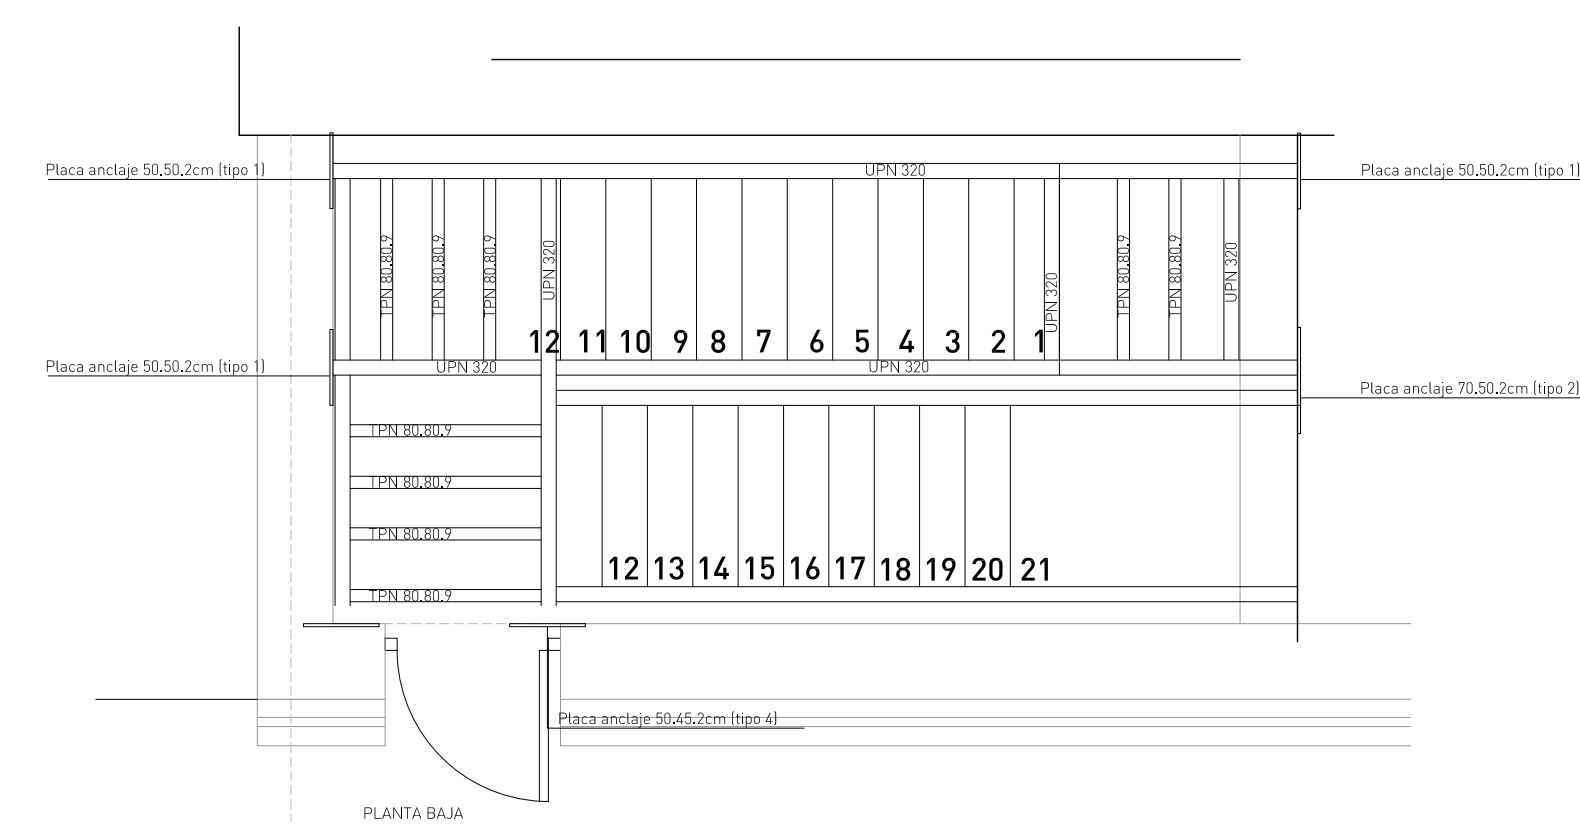 Placa anclaje 50.50.2cm (tipo 1)
UPN 320
Placa anclaje 50.50.2cm (tipo 1)
TPN 80.80.9
TPN 80.80.9
TPN 80.80.9
UPN 320
UPN 320
TPN 80.80.9
TPN 80.80.9
UPN 320
12 11 10 9 8 7 6 5 4 3 2 1
Placa anclaje 50.50.2cm (tipo 1)
UPN 320
UPN 320
Placa anclaje 70.50.2cm (tipo 2)
TPN 80.80.9
TPN 80.80.9
TPN 80.80.9
12 13 14 15 16 17 18 19 20 21
TPN 80.80.9
Placa anclaje 50.45.2cm (tipo 4)
PLANTA BAJA